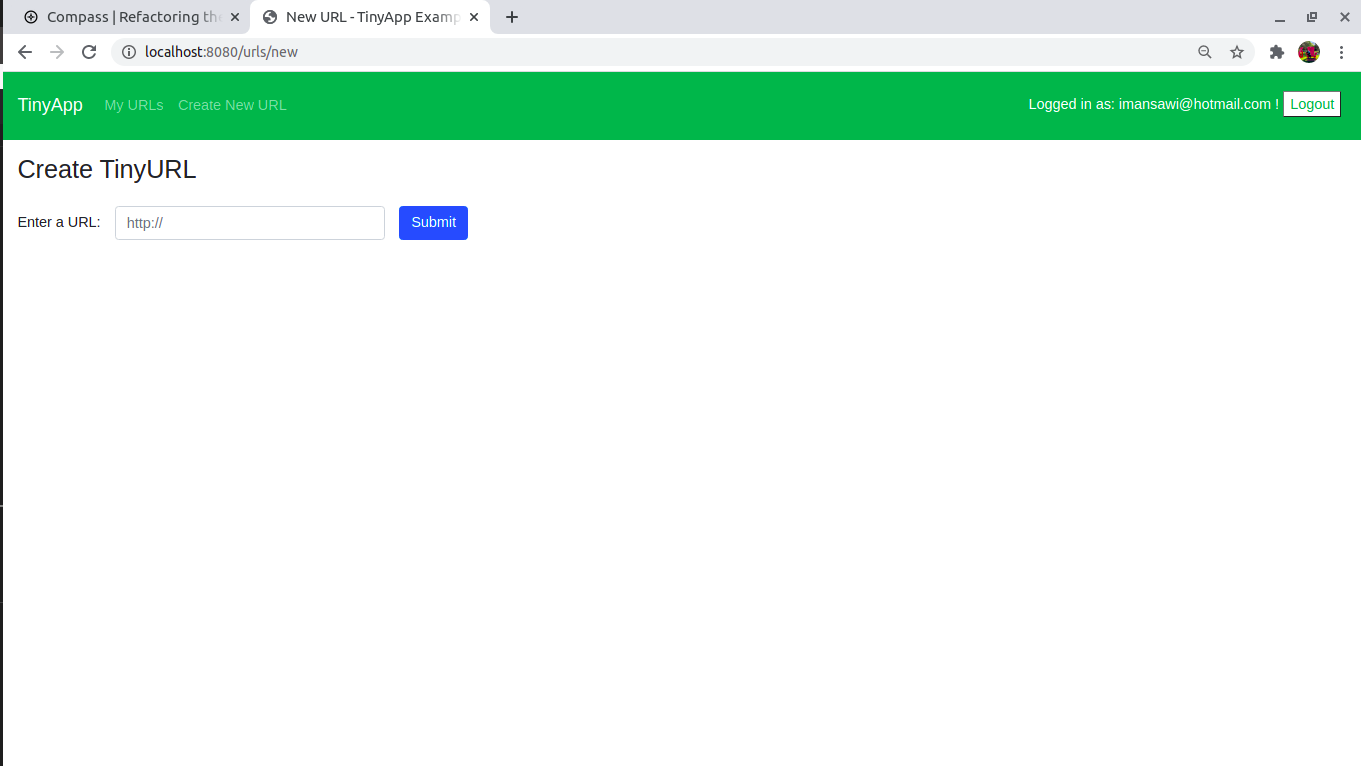 Compass | Refactoring the
New URL - TinyApp Examp
localhost:8080/urls/new
TinyApp My URLs Create New URL Logged in as: imansawi@hotmail.com ! Logout
Create TinyURL
Enter a URL: http:// Submit